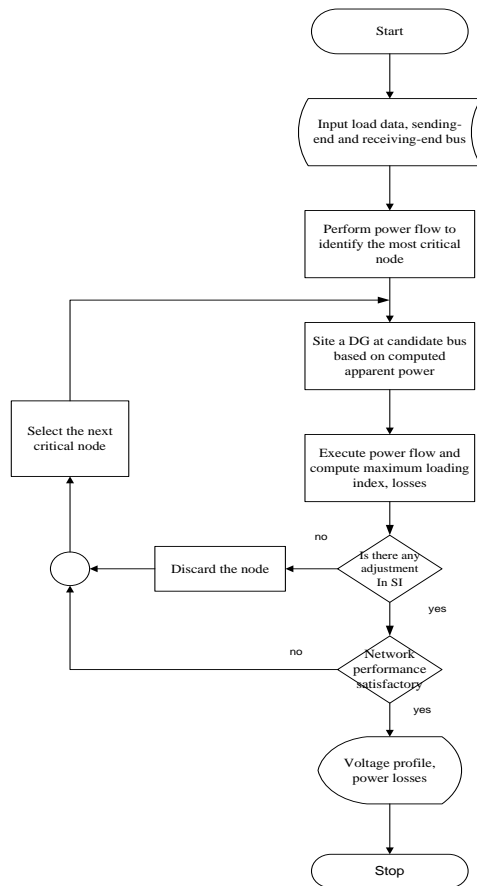 Start
Input load data, sending-
end and receiving-end bus
Perform power flow to
identify the most critical
node
Site a DG at candidate bus
based on computed
apparent power
Select the next
critical node
Execute power flow and
compute maximum loading
index, losses
no
Is there any
adjustment
In SI
Discard the node
yes
no
Network
performance
satisfactory
yes
Voltage profile,
power losses
Stop